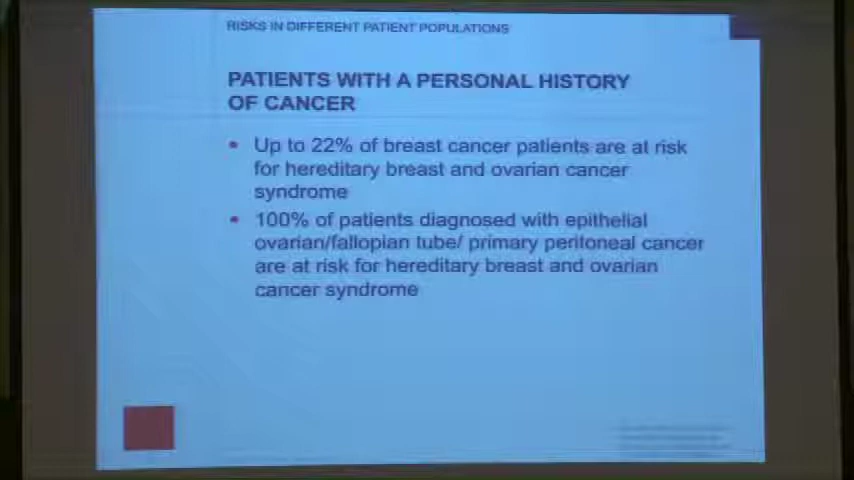 RISKS IN DIFFERENT PATIENT POPULATIONS
PATIENTS WITH A PERSONAL HISTORY
OF CANCER
• Up to 22% of breast cancer patients are at risk
for hereditary breast and ovarian cancer
syndrome
• 100% of patients diagnosed with epithelial
ovarian/fallopian tube/ primary peritoneal cancer
are at risk for hereditary breast and ovarian
cancer syndrome